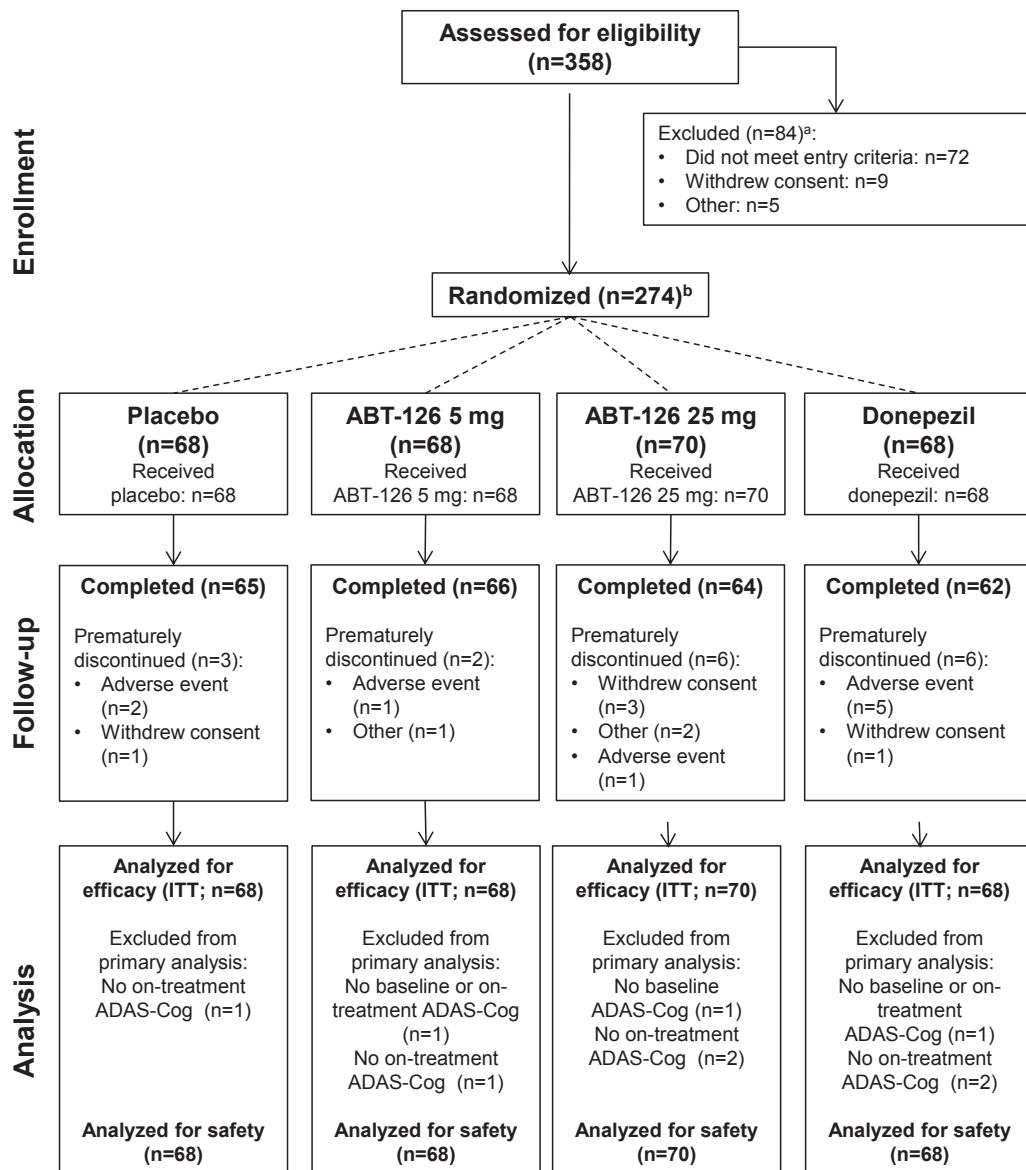 Assessed for eligibility
(n=358)
Excluded (n=84)ᵃ:
• Did not meet entry criteria: n=72
• Withdrew consent: n=9
• Other: n=5
Enrollment
Randomized (n=274)ᵇ
Allocation
Placebo
(n=68)
Received
placebo: n=68
ABT-126 5 mg
(n=68)
Received
ABT-126 5 mg: n=68
ABT-126 25 mg
(n=70)
Received
ABT-126 25 mg: n=70
Donepezil
(n=68)
Received
donepezil: n=68
Follow-up
Completed (n=65)
Prematurely
discontinued (n=3):
• Adverse event
(n=2)
• Withdrew consent
(n=1)
Completed (n=66)
Prematurely
discontinued (n=2):
• Adverse event
(n=1)
• Other (n=1)
Completed (n=64)
Prematurely
discontinued (n=6):
• Withdrew consent
(n=3)
• Other (n=2)
• Adverse event
(n=1)
Completed (n=62)
Prematurely
discontinued (n=6):
• Adverse event
(n=5)
• Withdrew consent
(n=1)
Analysis
Analyzed for
efficacy (ITT; n=68)
Excluded from
primary analysis:
No on-treatment
ADAS-Cog (n=1)
Analyzed for safety
(n=68)
Analyzed for
efficacy (ITT; n=68)
Excluded from
primary analysis:
No baseline or on-
treatment ADAS-Cog
(n=1)
No on-treatment
ADAS-Cog (n=1)
Analyzed for safety
(n=68)
Analyzed for
efficacy (ITT; n=70)
Excluded from
primary analysis:
No baseline
ADAS-Cog (n=1)
No on-treatment
ADAS-Cog (n=2)
Analyzed for safety
(n=70)
Analyzed for
efficacy (ITT; n=68)
Excluded from
primary analysis:
No baseline or on-
treatment
ADAS-Cog (n=1)
No on-treatment
ADAS-Cog (n=2)
Analyzed for safety
(n=68)